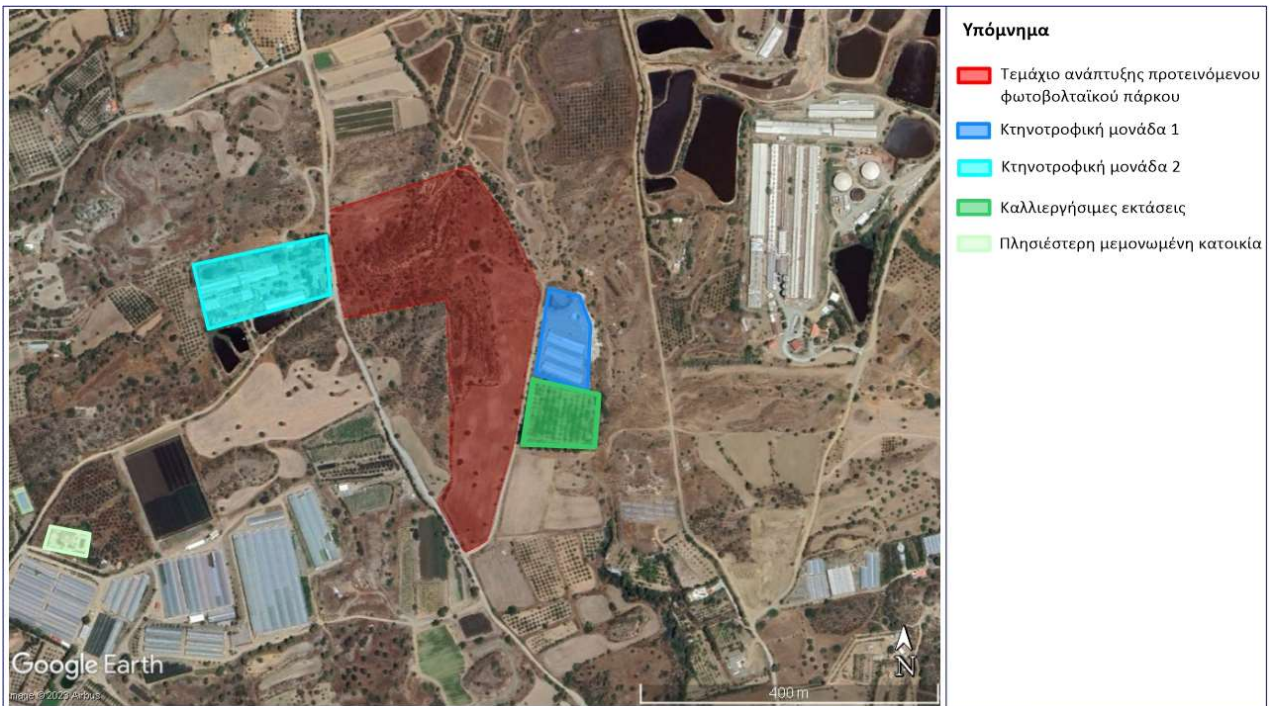 Υπόμνημα
Τεμάχιο ανάπτυξης προτεινόμενου
φωτοβολταϊκού πάρκου
Κτηνοτροφική μονάδα 1
Κτηνοτροφική μονάδα 2
Καλλιεργήσιμες εκτάσεις
Πλησιέστερη μεμονωμένη κατοικία
Google Earth
mage © 2023 Airbus
N
400 m